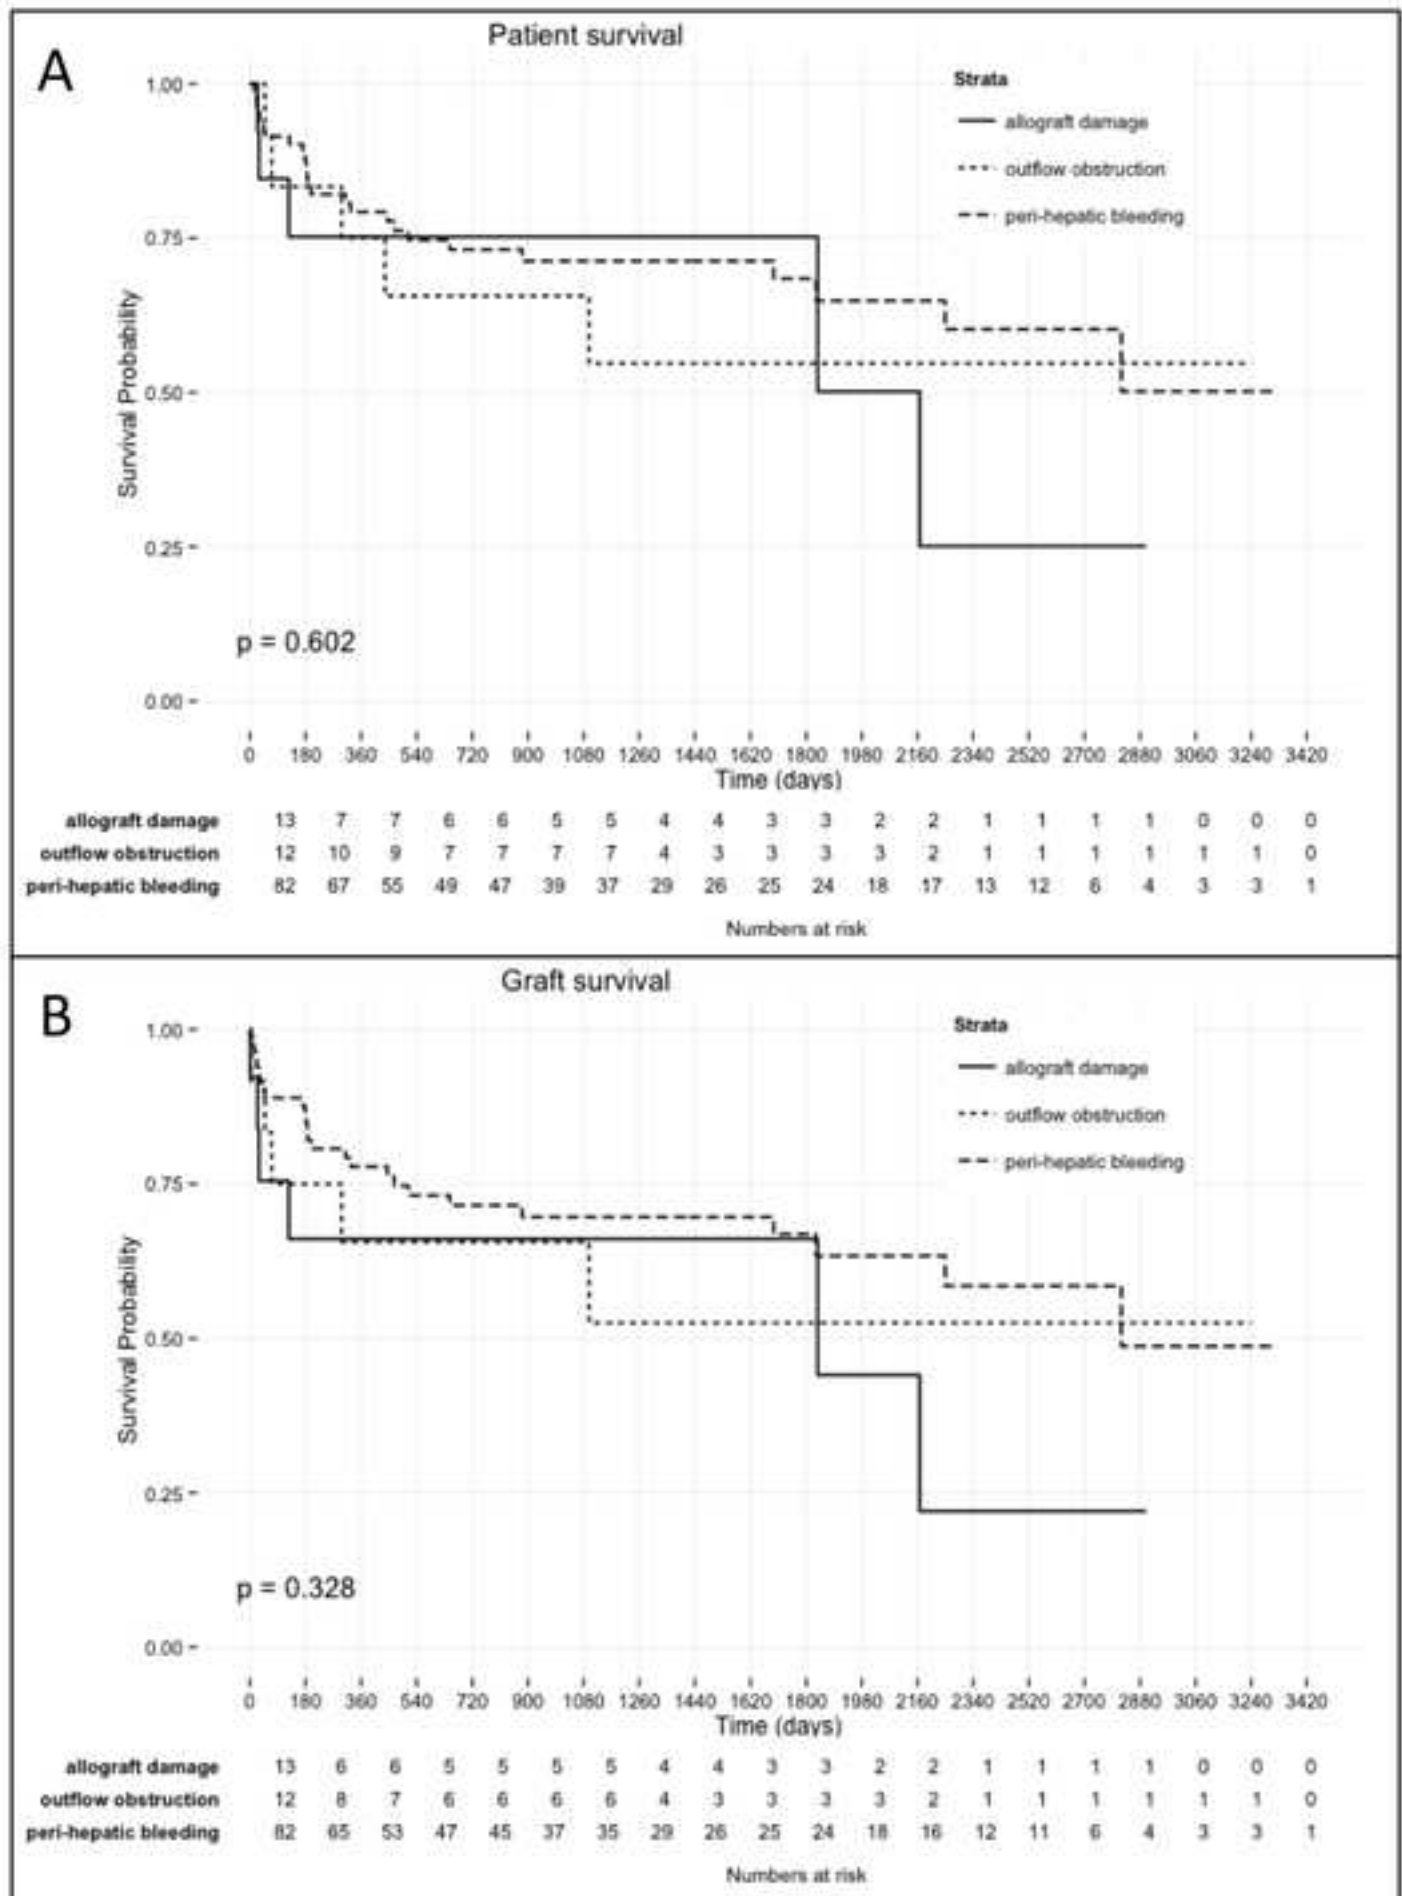 A
Patient survival
Strata
allograft damage
outflow obstruction
peri-hepatic bleeding
1.00
0.75
0.50
0.25
0.00
Survival Probability
p = 0.602
0 180 360 540 720 900 1080 1260 1440 1620 1800 1980 2160 2340 2520 2700 2880 3060 3240 3420
Time (days)
allograft damage 13 7 7 6 6 5 5 4 4 3 3 2 2 1 1 1 1 0 0 0
outflow obstruction 12 10 9 7 7 7 7 4 3 3 3 3 2 1 1 1 1 1 1 0
peri-hepatic bleeding 82 67 55 49 47 39 37 29 26 25 24 18 17 13 12 6 4 3 3 1
Numbers at risk
B
Graft survival
Strata
allograft damage
outflow obstruction
peri-hepatic bleeding
1.00
0.75
0.50
0.25
0.00
Survival Probability
p = 0.328
0 180 360 540 720 900 1080 1260 1440 1620 1800 1980 2160 2340 2520 2700 2880 3060 3240 3420
Time (days)
allograft damage 13 6 6 5 5 5 5 4 4 3 3 2 2 1 1 1 1 0 0 0
outflow obstruction 12 8 7 6 6 6 6 4 3 3 3 3 2 1 1 1 1 1 1 0
peri-hepatic bleeding 82 65 53 47 45 37 35 29 26 25 24 18 16 12 11 6 4 3 3 1
Numbers at risk